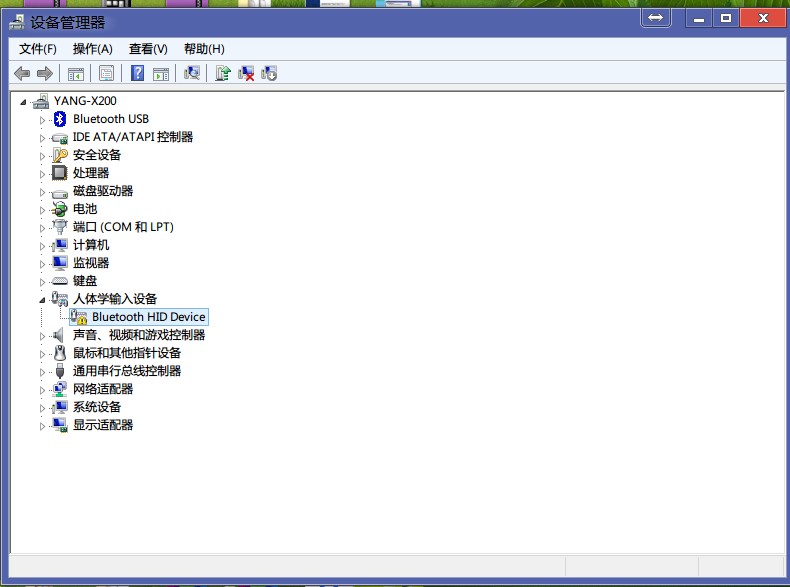 设备管理器
文件(F) 操作(A) 查看(V) 帮助(H)
YANG-X200
Bluetooth USB
IDE ATA/ATAPI 控制器
安全设备
处理器
磁盘驱动器
电池
端口 (COM 和 LPT)
计算机
监视器
键盘
人体学输入设备
Bluetooth HID Device
声音、视频和游戏控制器
鼠标和其他指针设备
通用串行总线控制器
网络适配器
系统设备
显示适配器